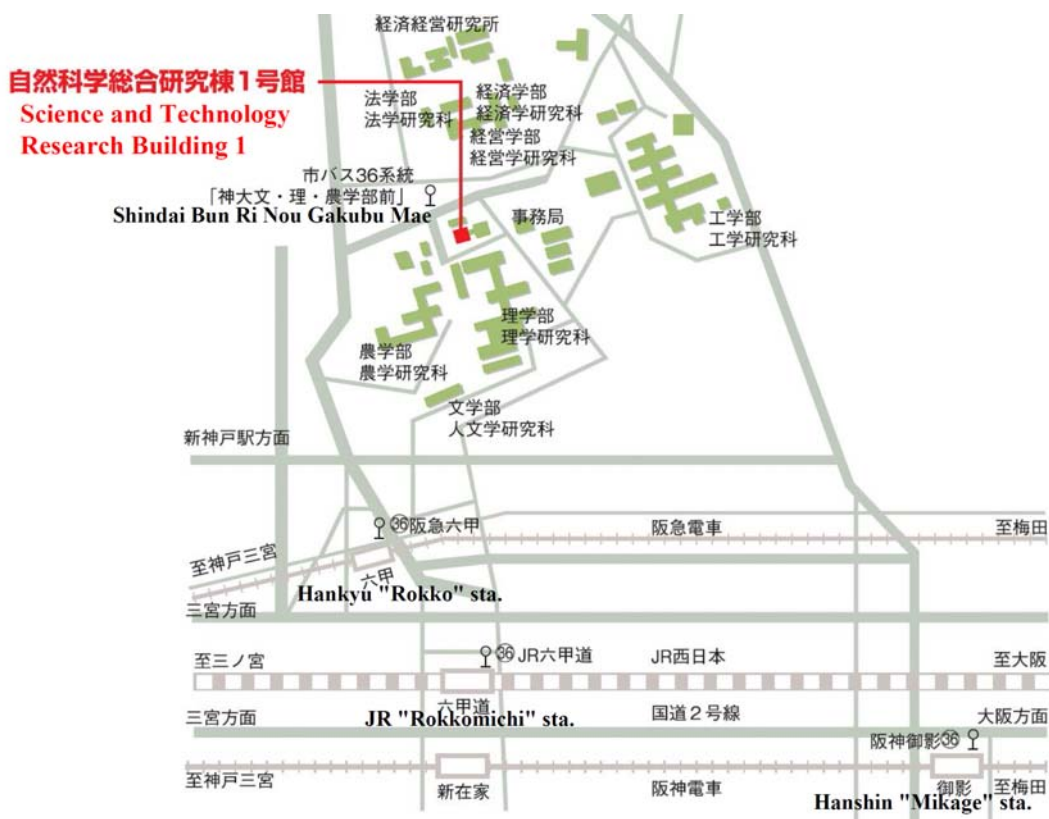 経済経営研究所
自然科学総合研究棟1号館
Science and Technology
Research Building 1
法学部
法学研究科
経済学部
経済学研究科
経営学部
経営学研究科
市バス36系統
「神大文・理・農学部前」
Shindai Bun Ri Nou Gakubu Mae
事務局
工学部
工学研究科
理学部
理学研究科
農学部
農学研究科
文学部
人文学研究科
新神戸駅方面
㊱阪急六甲
阪急電車
至梅田
至神戸三宮
六甲
Hankyu "Rokko" sta.
三宮方面
㊱JR六甲道
至三ノ宮
JR西日本
至大阪
六甲道
JR "Rokkomichi" sta.
三宮方面
国道2号線
大阪方面
阪神御影㊱
至神戸三宮
新在家
阪神電車
御影
至梅田
Hanshin "Mikage" sta.